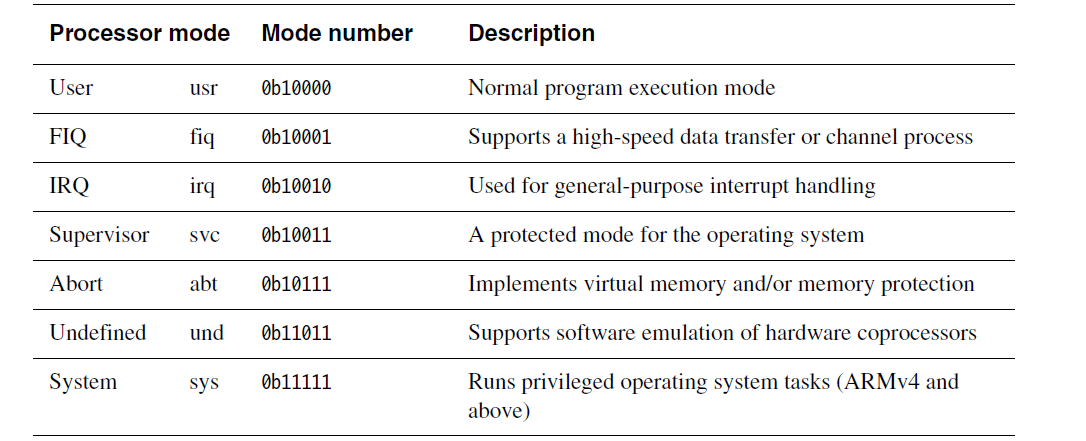 Processor mode Mode number Description
User usr 0b10000 Normal program execution mode
FIQ fiq 0b10001 Supports a high-speed data transfer or channel process
IRQ irq 0b10010 Used for general-purpose interrupt handling
Supervisor svc 0b10011 A protected mode for the operating system
Abort abt 0b10111 Implements virtual memory and/or memory protection
Undefined und 0b11011 Supports software emulation of hardware coprocessors
System sys 0b11111 Runs privileged operating system tasks (ARMv4 and
above)